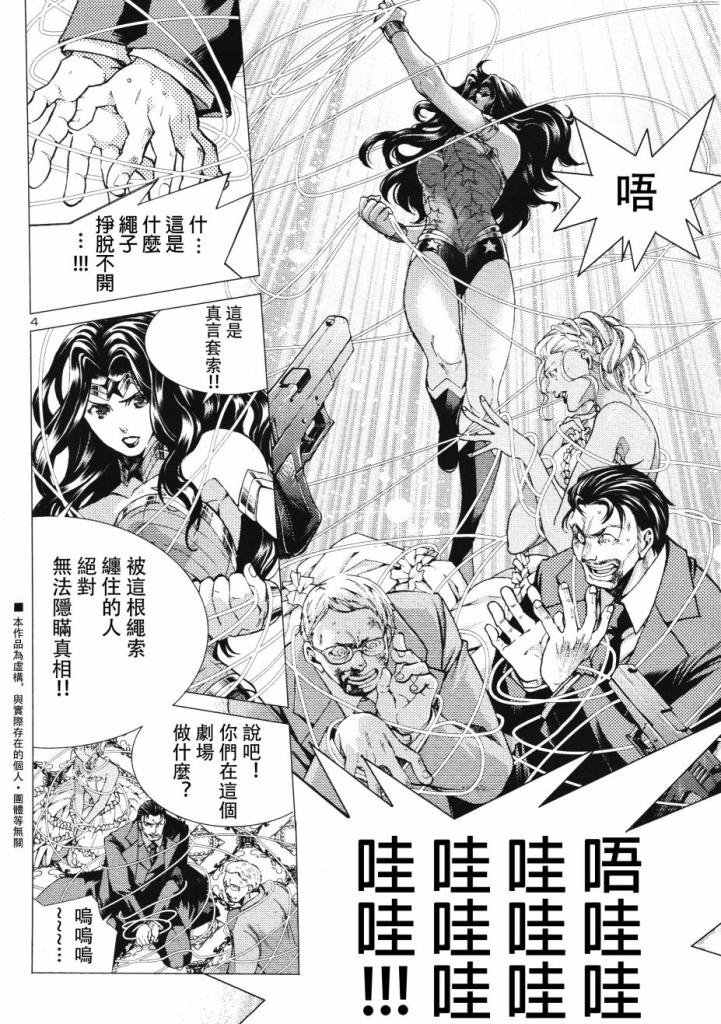 唔
唔哇哇
哇哇哇
哇哇哇
哇哇!!!
什…
這是
什麼
繩子
掙脫不開
…!!!
4
這是
真言套索!!
被這根繩索
纏住的人
絕對
無法隱瞞真相!!
說吧！
你們在這個
劇場
做什麼？
嗚嗚嗚
~~~…
■本作品為虛構，與實際存在的個人・團體等無關